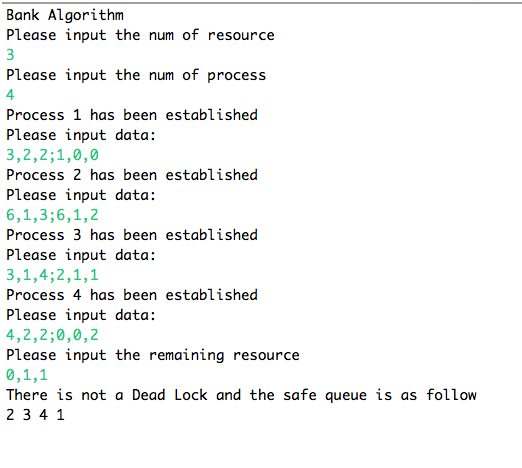 Bank Algorithm
Please input the num of resource
3
Please input the num of process
4
Process 1 has been established
Please input data:
3,2,2;1,0,0
Process 2 has been established
Please input data:
6,1,3;6,1,2
Process 3 has been established
Please input data:
3,1,4;2,1,1
Process 4 has been established
Please input data:
4,2,2;0,0,2
Please input the remaining resource
0,1,1
There is not a Dead Lock and the safe queue is as follow
2 3 4 1